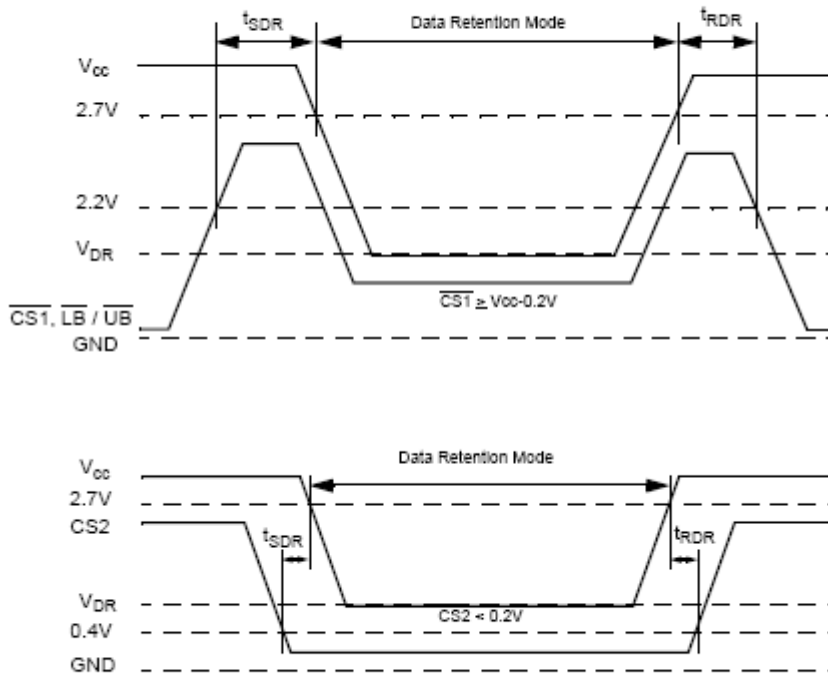 tSDR
Data Retention Mode
tRDR
Vcc
2.7V
2.2V
VDR
CS1 ≥ Vcc-0.2V
CS1, LB / UB
GND
Data Retention Mode
Vcc
2.7V
CS2
tSDR
tRDR
VDR
CS2 < 0.2V
0.4V
GND